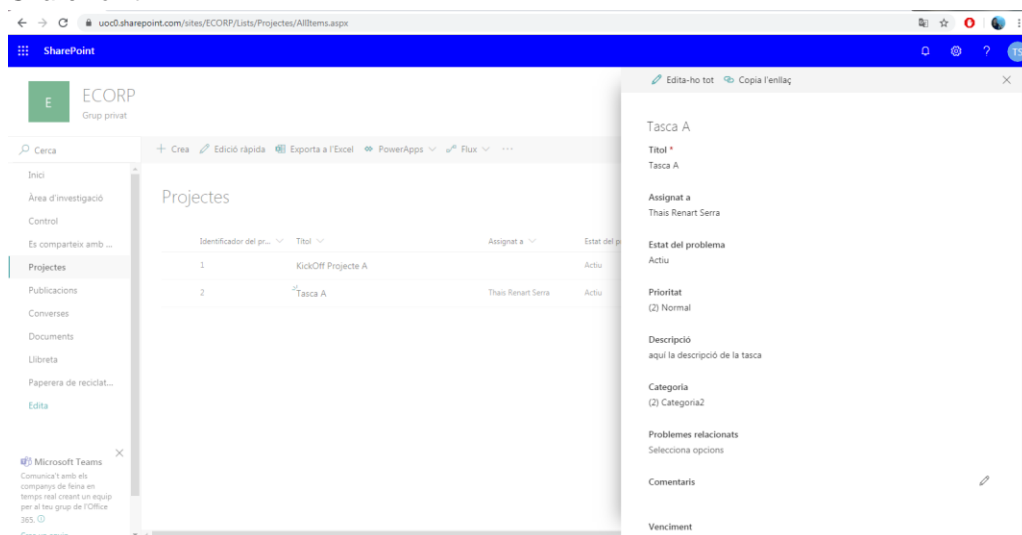 uoc0.sharepoint.com/sites/ECORP/Lists/Projectes/AllItems.aspx
SharePoint
TS
E
ECORP
Grup privat
Cerca
Crea Edició ràpida Exporta a l'Excel PowerApps Flux ...
Inici
Àrea d'investigació
Control
Es comparteix amb ...
Projectes
Publicacions
Converses
Documents
Llibreta
Paperera de reciclat...
Edita
Microsoft Teams
Comunica't amb els
companys de feina en
temps real creant un equip
per al teu grup de l'Office
365.
Projectes
Identificador del pr... Títol Assignat a Estat del p
1 KickOff Projecte A Actiu
2 Tasca A Thais Renart Serra Actiu
Edita-ho tot Copia l'enllaç
Tasca A
Títol *
Tasca A
Assignat a
Thais Renart Serra
Estat del problema
Actiu
Prioritat
(2) Normal
Descripció
aquí la descripció de la tasca
Categoria
(2) Categoria2
Problemes relacionats
Selecciona opcions
Comentaris
Venciment